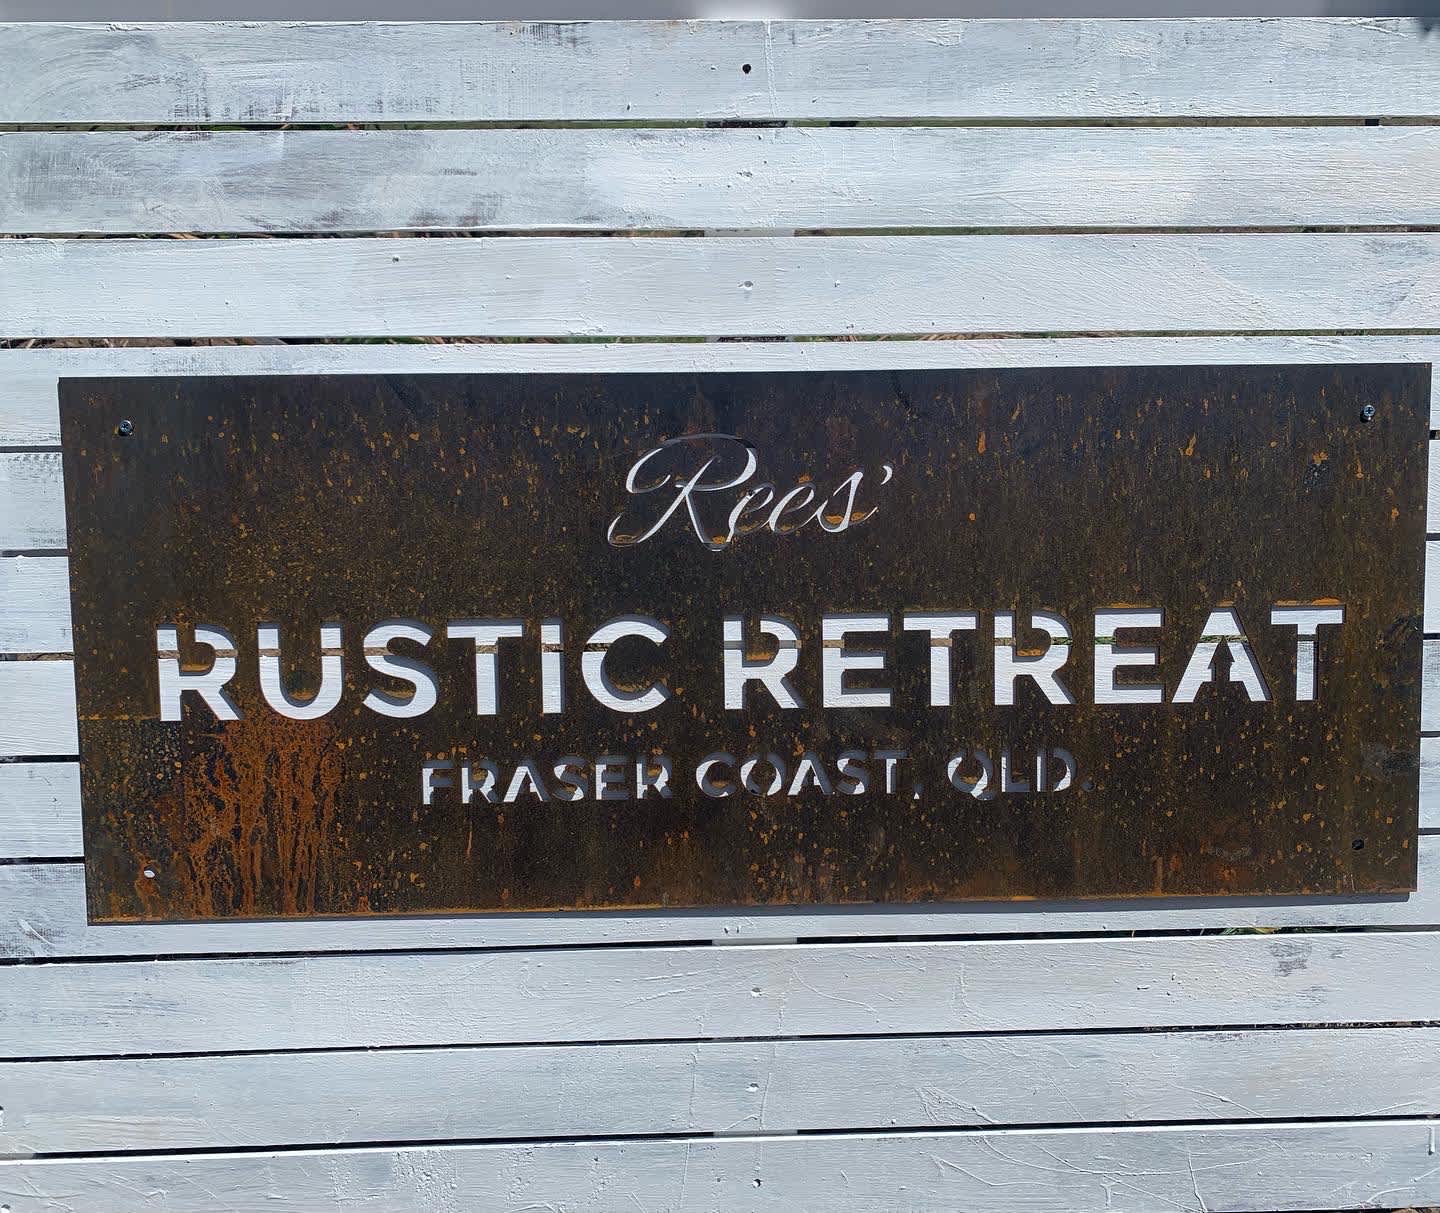 Rees'
RUSTIC RETREAT
FRASER COAST, QLD.